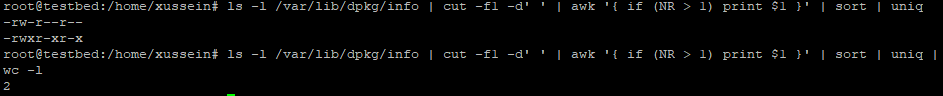 root@testbed:/home/xussein# ls -l /var/lib/dpkg/info | cut -f1 -d' ' | awk '{ if (NR > 1) print $1 }' | sort | uniq
-rw-r--r--
-rwxr-xr-x
root@testbed:/home/xussein# ls -l /var/lib/dpkg/info | cut -f1 -d' ' | awk '{ if (NR > 1) print $1 }' | sort | uniq |
wc -l
2